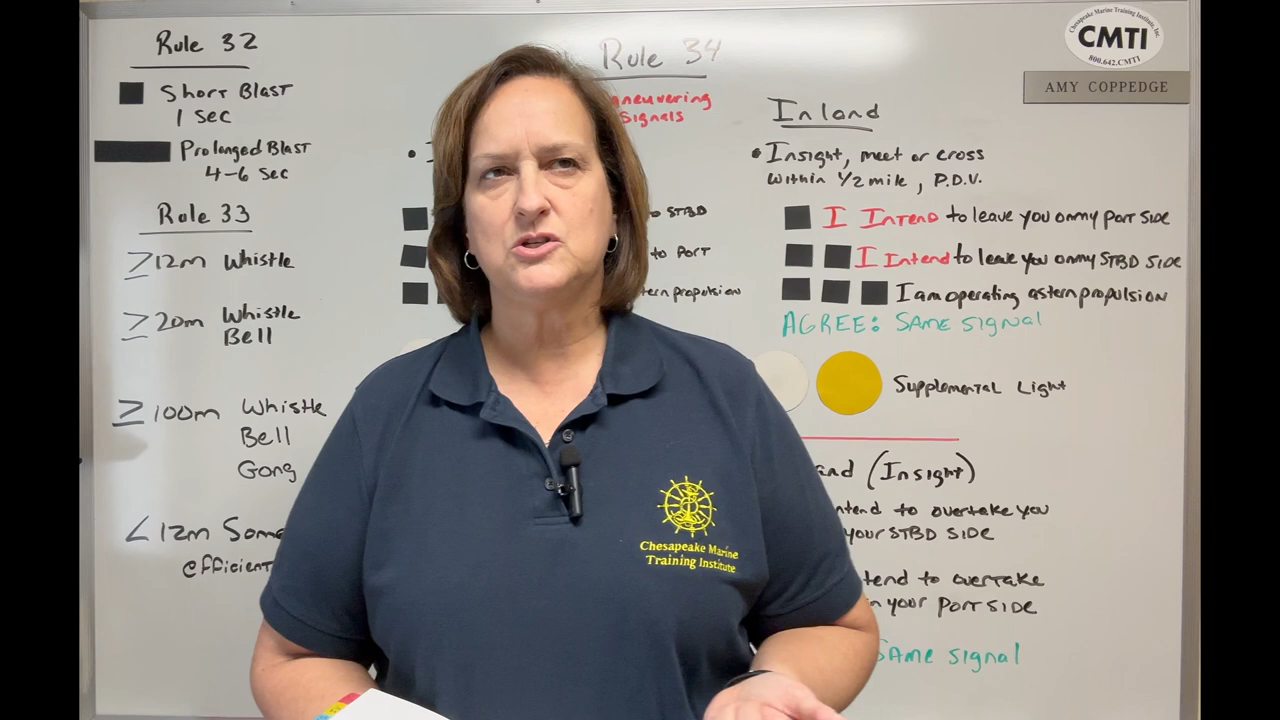 Rule 32
Short Blast
1 Sec
Prolonged Blast
4-6 Sec
Rule 33
≥12m Whistle
≥20m Whistle
Bell
≥100m Whistle
Bell
Gong
<12m Some
efficient
Rule 34
aneuvering
Signals
to STBD
to Port
tern propulsion
Chesapeake Marine Training Institute, Inc.
CMTI
800.642.CMTI
AMY COPPEDGE
Inland
• Insight, meet or cross
within 1/2 mile, P.D.V.
I Intend to leave you on my port side
I Intend to leave you on my STBD SIDE
I am operating astern propulsion
AGREE: SAME signal
Supplemental Light
and (Insight)
ntend to overtake you
your STBD SIDE
tend to overtake
n your Port SIDE
SAME signal
Chesapeake Marine
Training Institute